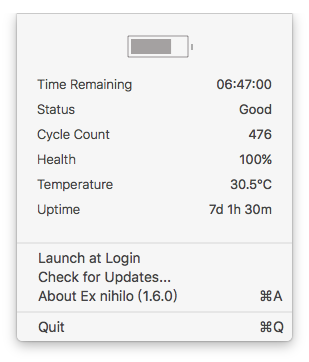 Time Remaining 06:47:00
Status Good
Cycle Count 476
Health 100%
Temperature 30.5°C
Uptime 7d 1h 30m
Launch at Login
Check for Updates...
About Ex nihilo (1.6.0) ⌘A
Quit ⌘Q